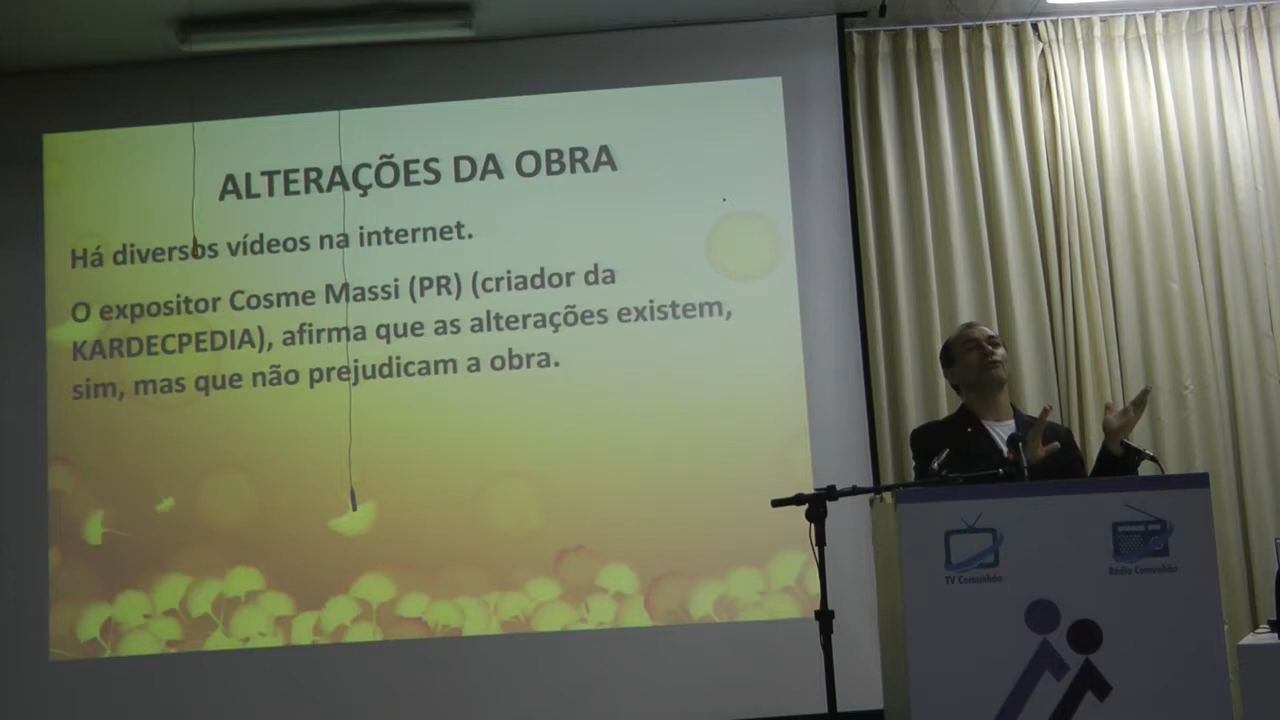 ALTERAÇÕES DA OBRA
Há diversos vídeos na internet.
O expositor Cosme Massi (PR) (criador da
KARDECPEDIA), afirma que as alterações existem,
sim, mas que não prejudicam a obra.
TV Comunhão
Rádio Comunhão